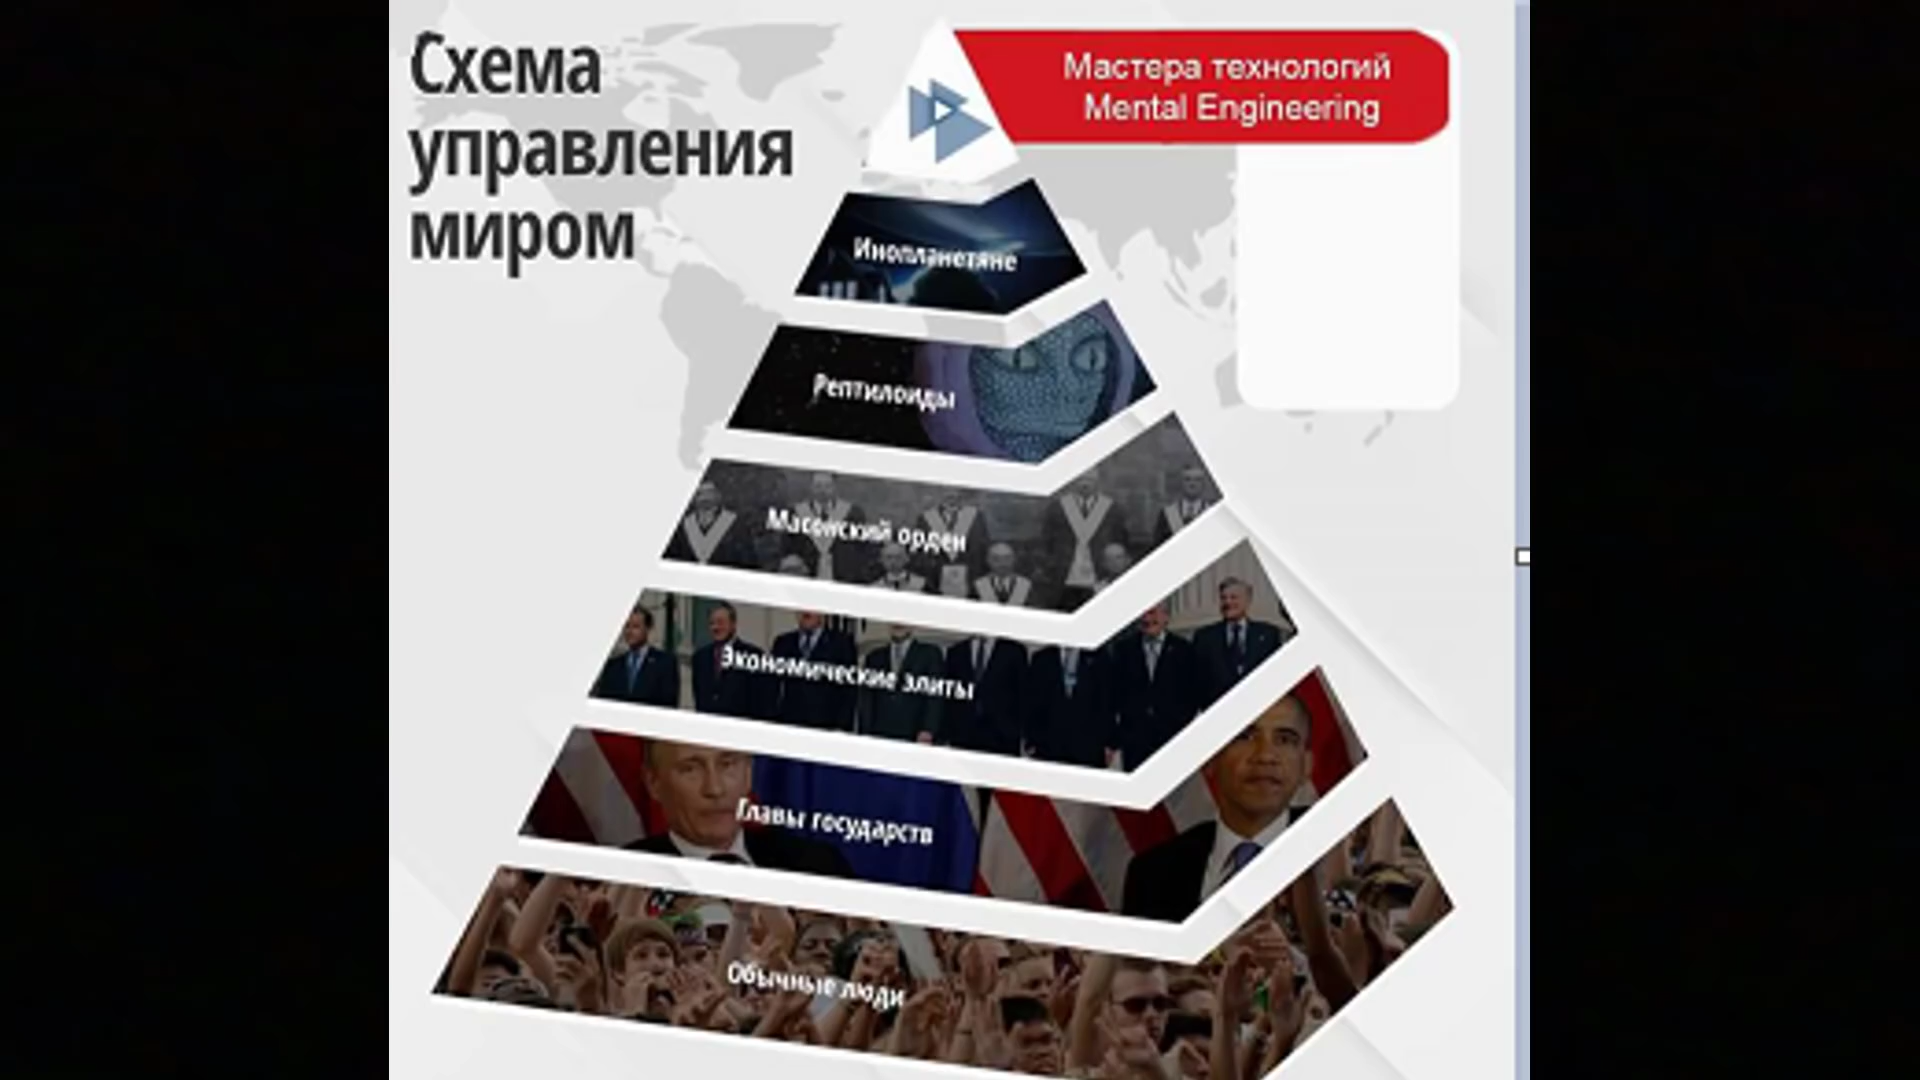 Схема
управления
миром
Мастера технологий
Mental Engineering
Инопланетяне
Рептилоиды
Масонский орден
Экономические элиты
Главы государств
Обычные люди